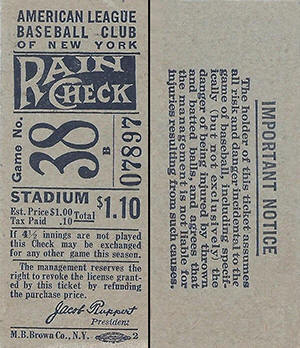 AMERICAN LEAGUE
BASEBALL CLUB
OF NEW YORK
RAIN
CHECK
Game No.
38
B
07897
STADIUM
Est. Price $1.00
Tax Paid .10
Total
$1.10
If 4½ innings are not played
this Check may be exchanged
for any other game this season.
The management reserves the
right to revoke the license grant-
ed by this ticket by refunding
the purchase price.
Jacob Ruppert
President
M.B. Brown Co., N.Y.
2
IMPORTANT NOTICE
The holder of this ticket assumes
all risk and danger incidental to the
game of baseball including specif-
ically (but not exclusively) the
danger of being injured by thrown
and batted balls, and agrees that
the management is not liable for
injuries resulting from such causes.